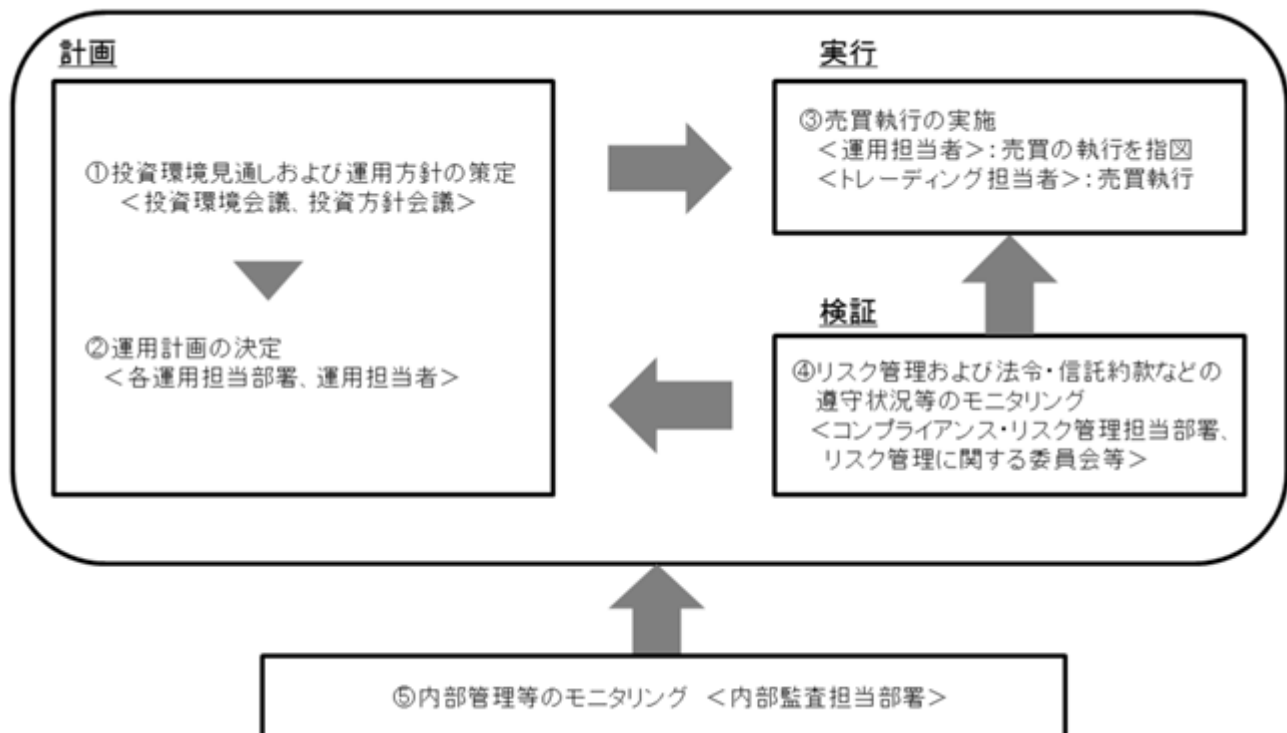 計画
①投資環境見通しおよび運用方針の策定
＜投資環境会議、投資方針会議＞
②運用計画の決定
＜各運用担当部署、運用担当者＞
実行
③売買執行の実施
＜運用担当者＞：売買の執行を指図
＜トレーディング担当者＞：売買執行
検証
④リスク管理および法令・信託約款などの
遵守状況等のモニタリング
＜コンプライアンス・リスク管理担当部署、
リスク管理に関する委員会等＞
⑤内部管理等のモニタリング ＜内部監査担当部署＞